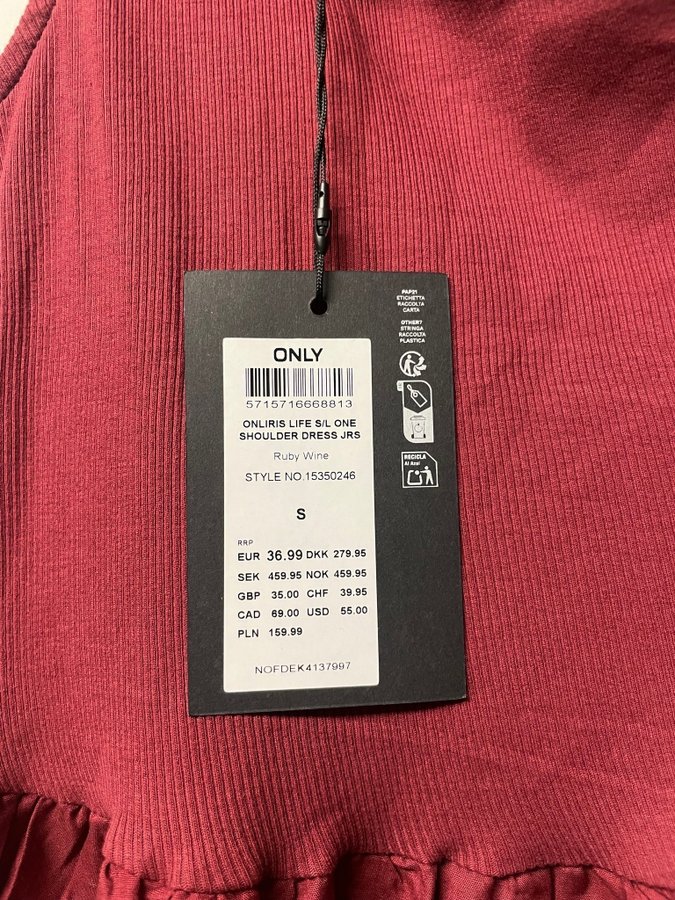 ONLY
5715716668813
ONLIRIS LIFE S/L ONE
SHOULDER DRESS JRS
Ruby Wine
STYLE NO.15350246
S
RRP
EUR 36.99 DKK 279.95
SEK 459.95 NOK 459.95
GBP 35.00 CHF 39.95
CAD 69.00 USD 55.00
PLN 159.99
NOFDEK4137997
PAP21
ETICHETTA
RACCOLTA
CARTA
OTHER7
STRINGA
RACCOLTA
PLASTICA
RECICLA
Al Anai